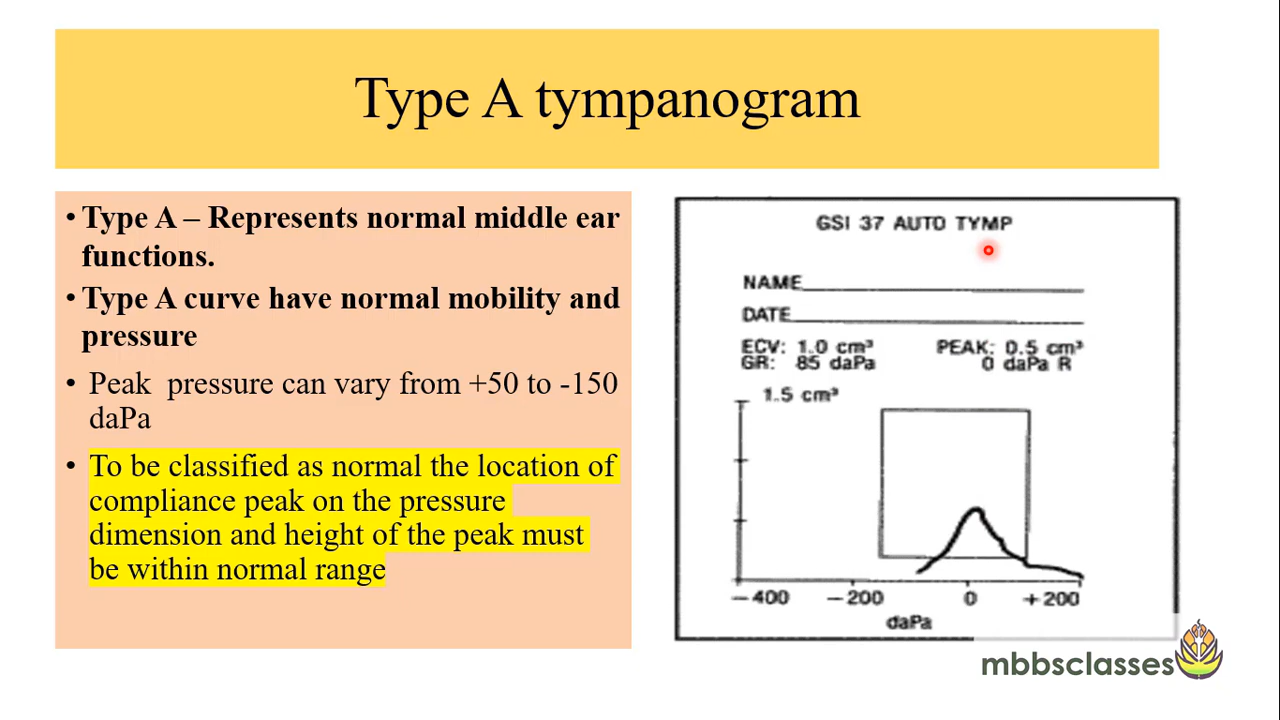 Type A tympanogram
• Type A – Represents normal middle ear
functions.
• Type A curve have normal mobility and
pressure
• Peak pressure can vary from +50 to -150
daPa
• To be classified as normal the location of
compliance peak on the pressure
dimension and height of the peak must
be within normal range
GSI 37 AUTO TYMP
NAME
DATE
ECV: 1.0 cm³ PEAK: 0.5 cm³
GR: 85 daPa 0 daPa R
1.5 cm³
-400 -200 0 +200
daPa
mbbsclasses